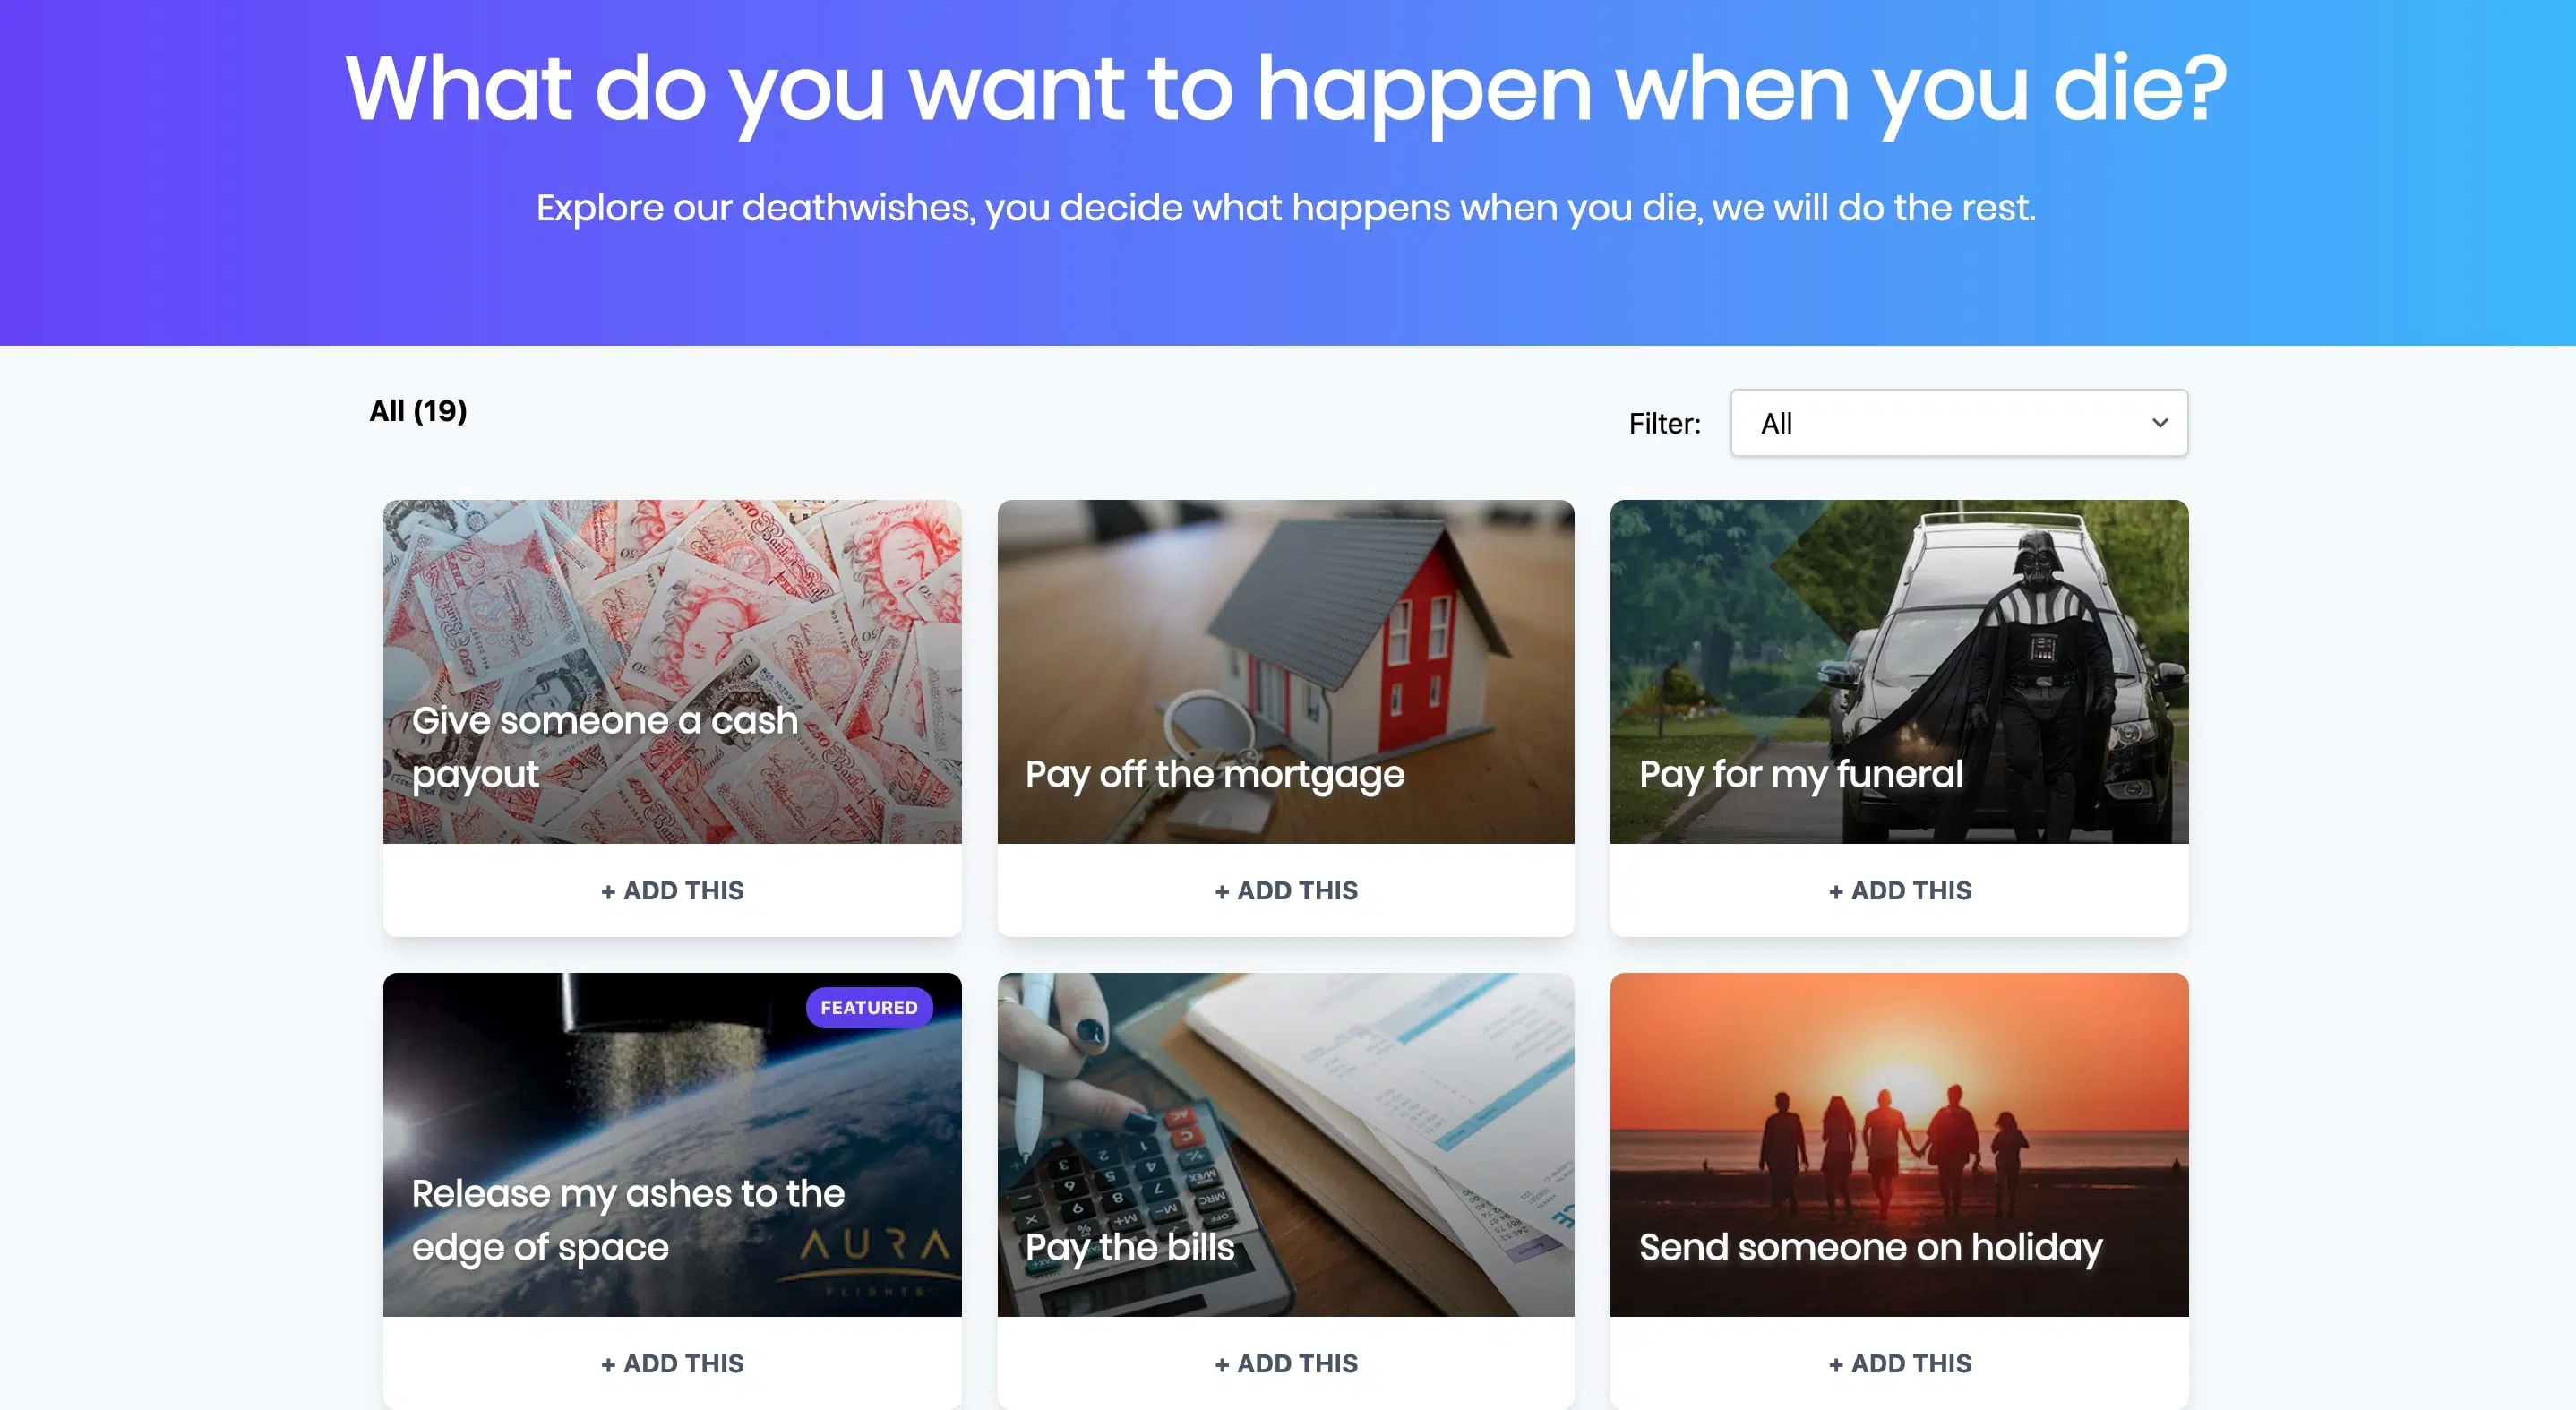 What do you want to happen when you die?
Explore our deathwishes, you decide what happens when you die, we will do the rest.
All (19)
Filter:
All
Give someone a cash
payout
Pay off the mortgage
Pay for my funeral
+ ADD THIS
+ ADD THIS
+ ADD THIS
FEATURED
Release my ashes to the
edge of space
AURA
FLIGHTS
Pay the bills
Send someone on holiday
+ ADD THIS
+ ADD THIS
+ ADD THIS